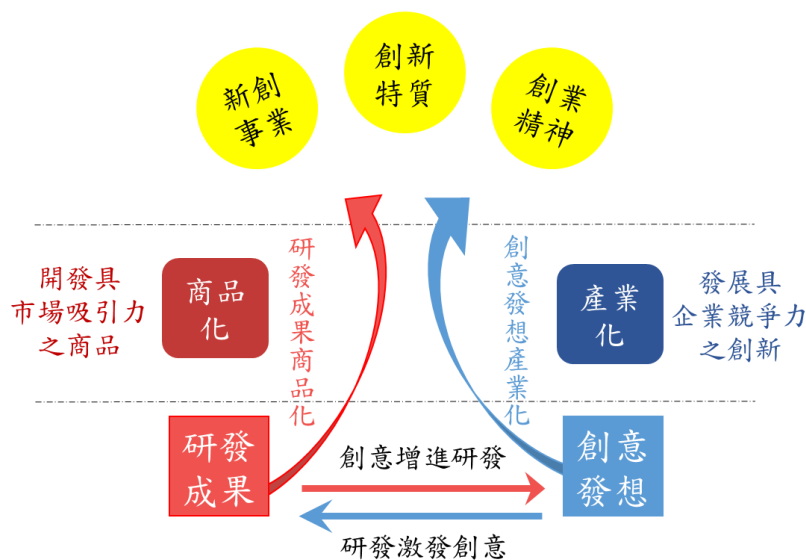 新創
事業
創新
特質
創業
精神
開發具
市場吸引力
之商品
商品
化
研發成果商品化
創意發想產業化
產業
化
發展具
企業競爭力
之創新
研發
成果
創意增進研發
研發激發創意
創意
發想